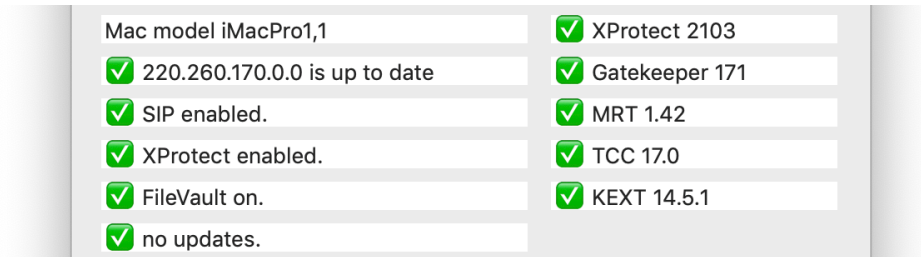 Mac model iMacPro1,1
✅ 220.260.170.0.0 is up to date
✅ SIP enabled.
✅ XProtect enabled.
✅ FileVault on.
✅ no updates.
✅ XProtect 2103
✅ Gatekeeper 171
✅ MRT 1.42
✅ TCC 17.0
✅ KEXT 14.5.1